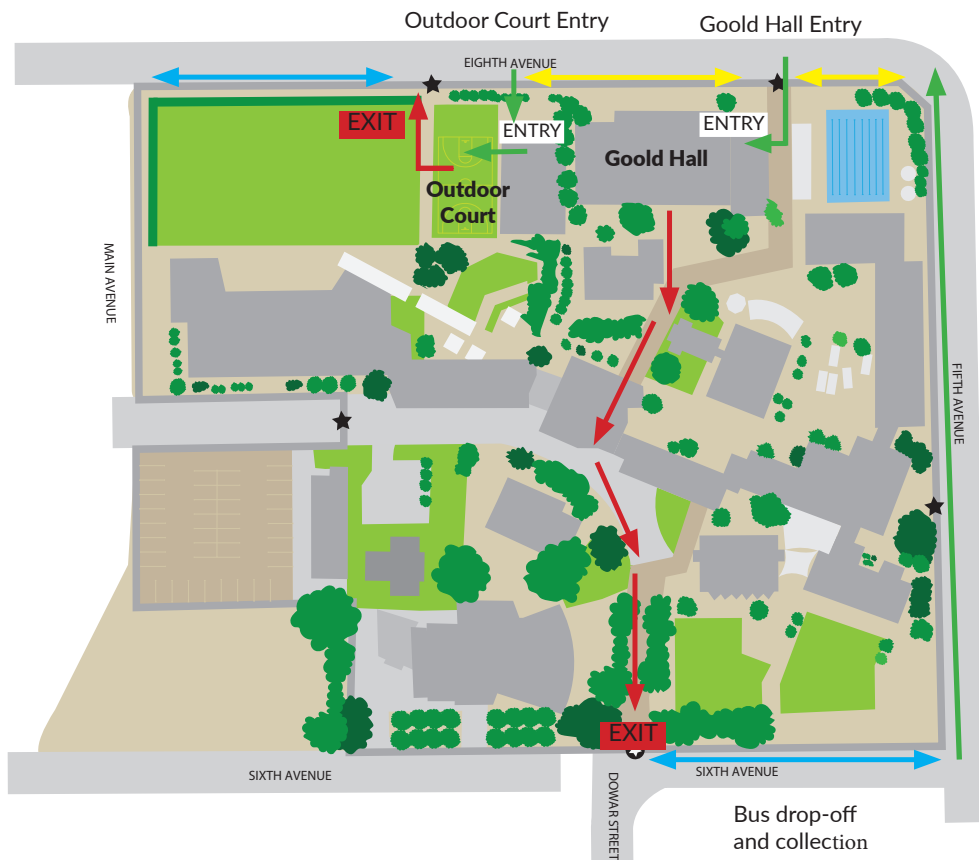 Outdoor Court Entry
Goold Hall Entry
EIGHTH AVENUE
EXIT
ENTRY
ENTRY
Goold Hall
Outdoor
Court
MAIN AVENUE
FIFTH AVENUE
EXIT
SIXTH AVENUE
SIXTH AVENUE
DOWAR STREET
Bus drop-off
and collection